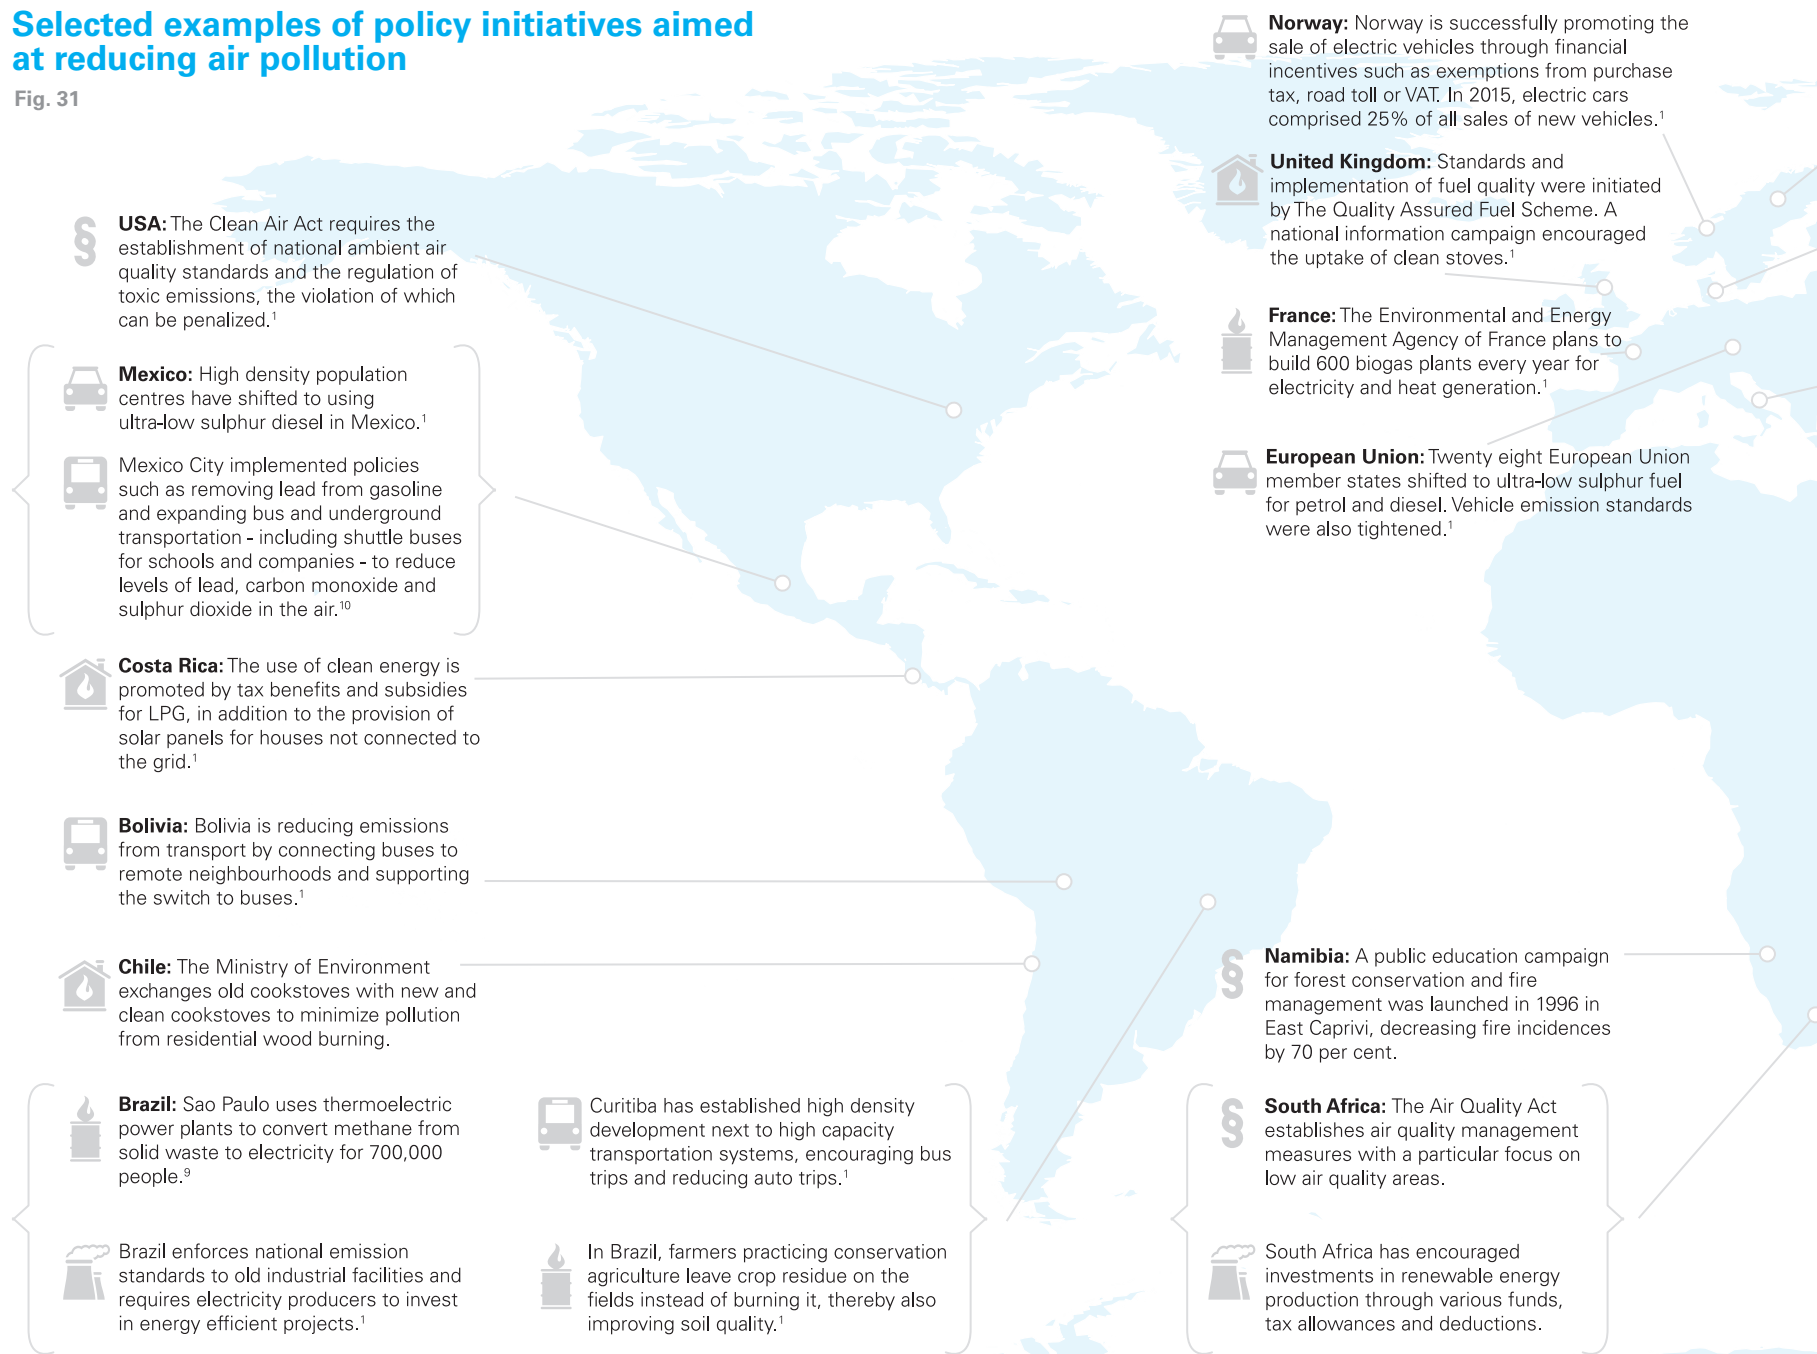 Selected examples of policy initiatives aimed
at reducing air pollution
Fig. 31
§ USA: The Clean Air Act requires the
establishment of national ambient air
quality standards and the regulation of
toxic emissions, the violation of which
can be penalized.1
Mexico: High density population
centres have shifted to using
ultra-low sulphur diesel in Mexico.1
Mexico City implemented policies
such as removing lead from gasoline
and expanding bus and underground
transportation - including shuttle buses
for schools and companies - to reduce
levels of lead, carbon monoxide and
sulphur dioxide in the air.10
Costa Rica: The use of clean energy is
promoted by tax benefits and subsidies
for LPG, in addition to the provision of
solar panels for houses not connected to
the grid.1
Bolivia: Bolivia is reducing emissions
from transport by connecting buses to
remote neighbourhoods and supporting
the switch to buses.1
Chile: The Ministry of Environment
exchanges old cookstoves with new and
clean cookstoves to minimize pollution
from residential wood burning.
Brazil: Sao Paulo uses thermoelectric
power plants to convert methane from
solid waste to electricity for 700,000
people.9
Brazil enforces national emission
standards to old industrial facilities and
requires electricity producers to invest
in energy efficient projects.1
Curitiba has established high density
development next to high capacity
transportation systems, encouraging bus
trips and reducing auto trips.1
In Brazil, farmers practicing conservation
agriculture leave crop residue on the
fields instead of burning it, thereby also
improving soil quality.1
Norway: Norway is successfully promoting the
sale of electric vehicles through financial
incentives such as exemptions from purchase
tax, road toll or VAT. In 2015, electric cars
comprised 25% of all sales of new vehicles.1
United Kingdom: Standards and
implementation of fuel quality were initiated
by The Quality Assured Fuel Scheme. A
national information campaign encouraged
the uptake of clean stoves.1
France: The Environmental and Energy
Management Agency of France plans to
build 600 biogas plants every year for
electricity and heat generation.1
European Union: Twenty eight European Union
member states shifted to ultra-low sulphur fuel
for petrol and diesel. Vehicle emission standards
were also tightened.1
§ Namibia: A public education campaign
for forest conservation and fire
management was launched in 1996 in
East Caprivi, decreasing fire incidences
by 70 per cent.
§ South Africa: The Air Quality Act
establishes air quality management
measures with a particular focus on
low air quality areas.
South Africa has encouraged
investments in renewable energy
production through various funds,
tax allowances and deductions.